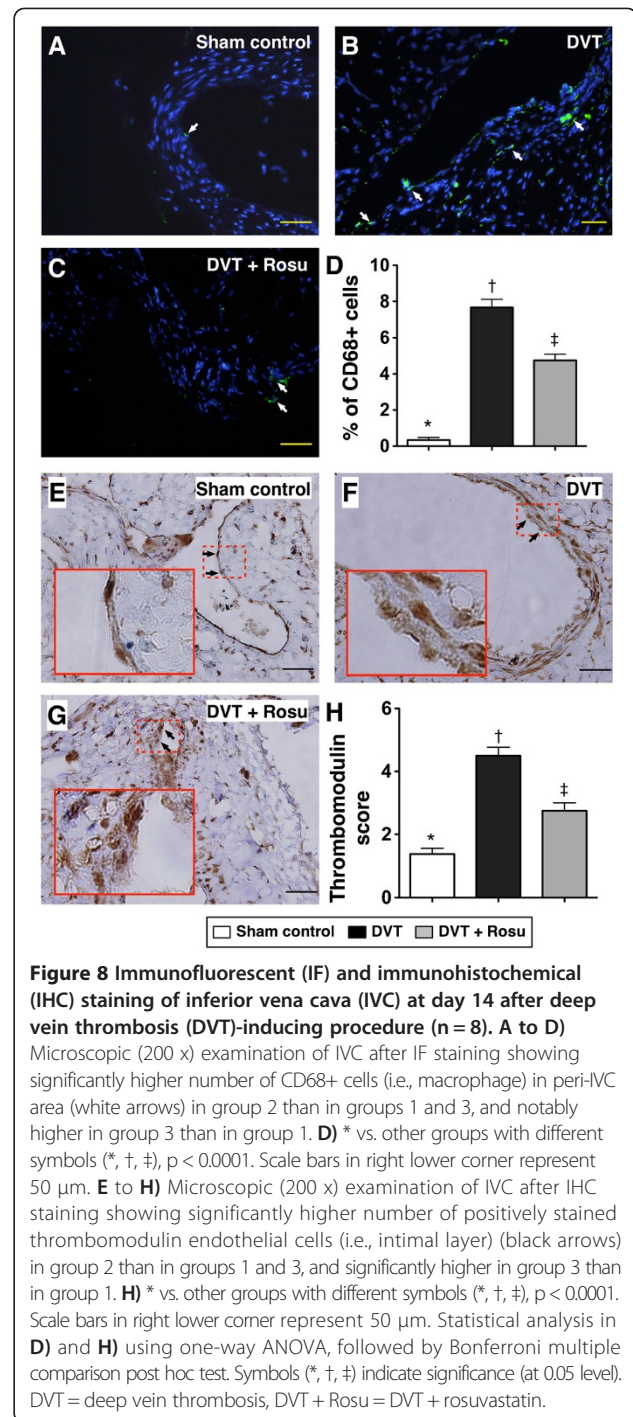 A
Sham control
B
DVT
C
DVT + Rosu
D
% of CD68+ cells
10
8
6
4
2
0
*
†
‡
E
Sham control
F
DVT
G
DVT + Rosu
H
Thrombomodulin
score
6
4
2
0
*
†
‡
Sham control DVT DVT + Rosu
Figure 8 Immunofluorescent (IF) and immunohistochemical
(IHC) staining of inferior vena cava (IVC) at day 14 after deep
vein thrombosis (DVT)-inducing procedure (n = 8). A to D)
Microscopic (200 x) examination of IVC after IF staining showing
significantly higher number of CD68+ cells (i.e., macrophage) in peri-IVC
area (white arrows) in group 2 than in groups 1 and 3, and notably
higher in group 3 than in group 1. D) * vs. other groups with different
symbols (*, †, ‡), p < 0.0001. Scale bars in right lower corner represent
50 μm. E to H) Microscopic (200 x) examination of IVC after IHC
staining showing significantly higher number of positively stained
thrombomodulin endothelial cells (i.e., intimal layer) (black arrows)
in group 2 than in groups 1 and 3, and significantly higher in group 3 than
in group 1. H) * vs. other groups with different symbols (*, †, ‡), p < 0.0001.
Scale bars in right lower corner represent 50 μm. Statistical analysis in
D) and H) using one-way ANOVA, followed by Bonferroni multiple
comparison post hoc test. Symbols (*, †, ‡) indicate significance (at 0.05 level).
DVT = deep vein thrombosis, DVT + Rosu = DVT + rosuvastatin.